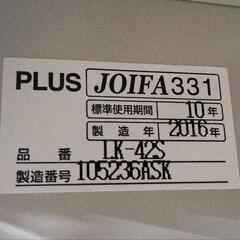 PLUS JOIFA331
標準使用期間 10年
製造年 2016年
品番 LK-42S
製造番号 105236ASK